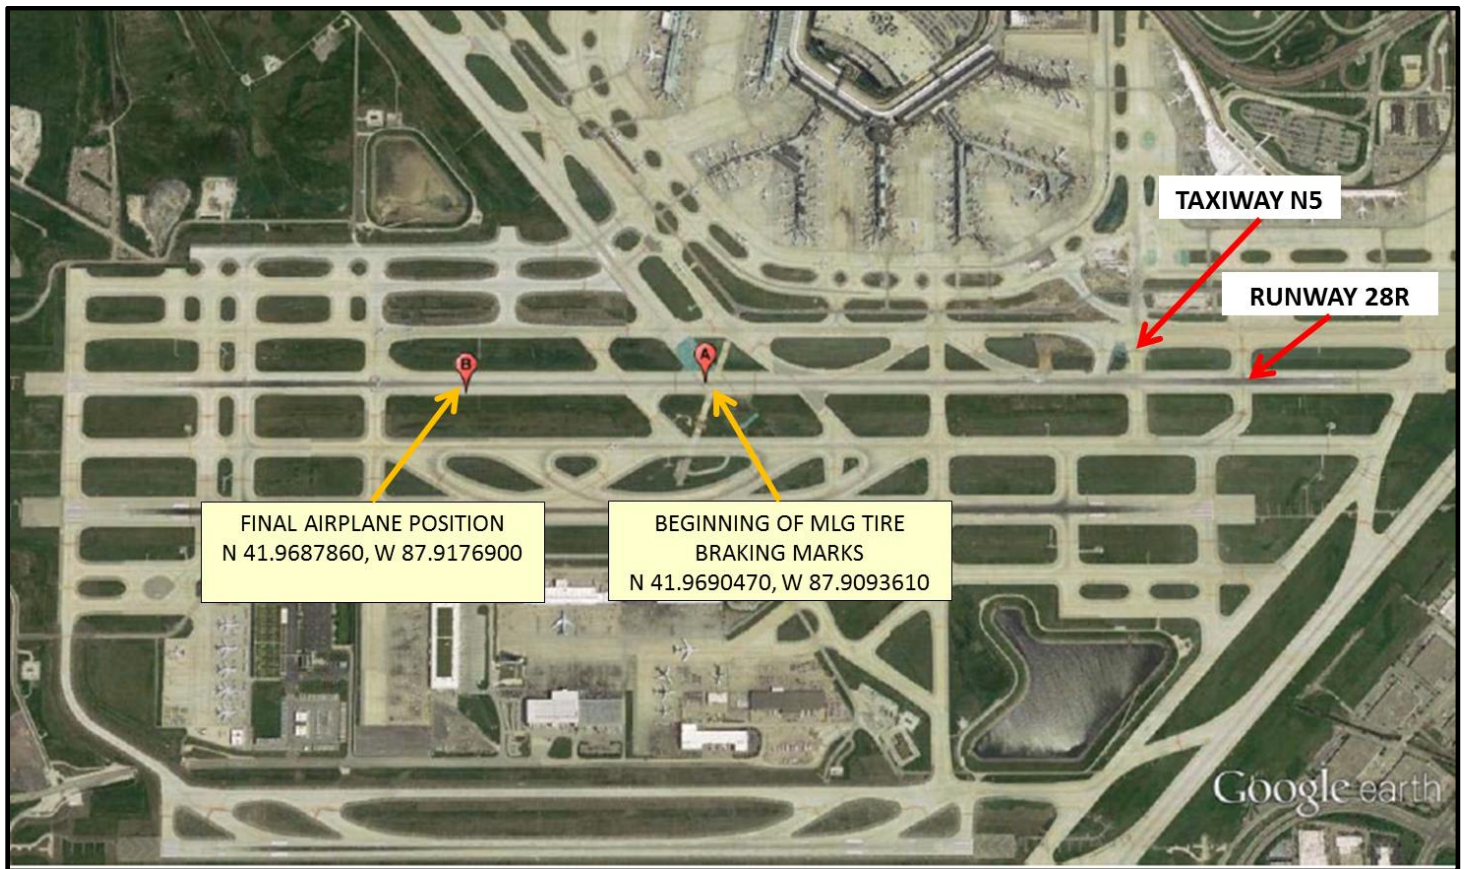 TAXIWAY N5
RUNWAY 28R
B
A
FINAL AIRPLANE POSITION
N 41.9687860, W 87.9176900
BEGINNING OF MLG TIRE
BRAKING MARKS
N 41.9690470, W 87.9093610
Google earth